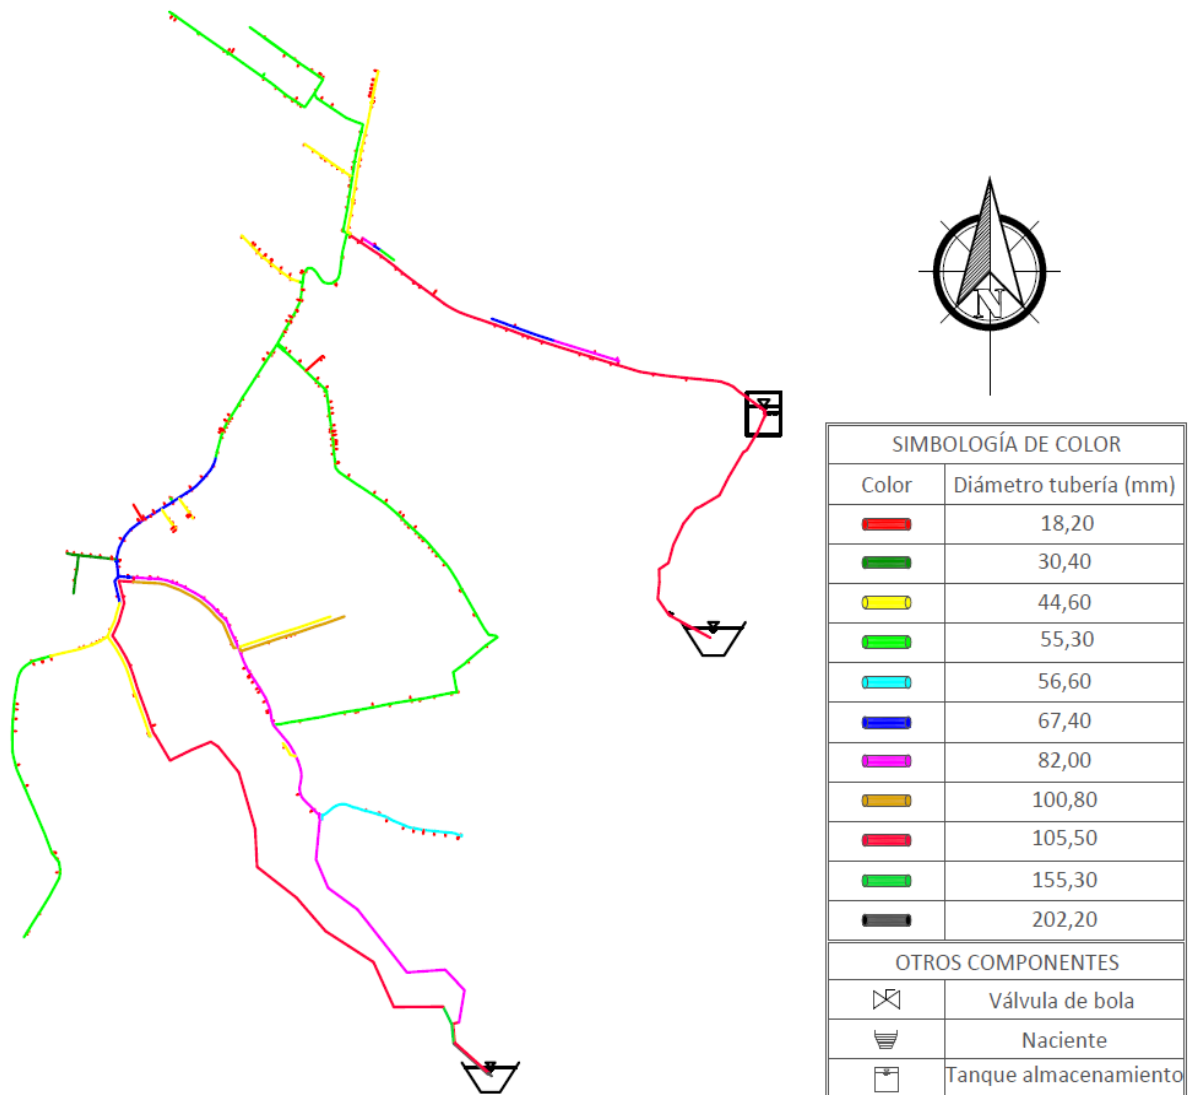 N
SIMBOLOGÍA DE COLOR
Color Diámetro tubería (mm)
18,20
30,40
44,60
55,30
56,60
67,40
82,00
100,80
105,50
155,30
202,20
OTROS COMPONENTES
Válvula de bola
Naciente
Tanque almacenamiento